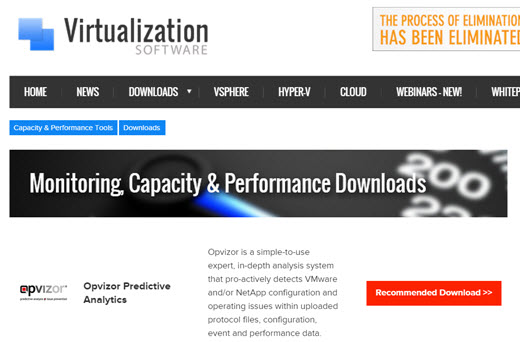 Virtualization
SOFTWARE
THE PROCESS OF ELIMINATION
HAS BEEN ELIMINATED
HOME NEWS DOWNLOADS VSPHERE HYPER-V CLOUD WEBINARS - NEW!
Capacity & Performance Tools Downloads
Monitoring, Capacity & Performance Downloads
200
opvizor
Opvizor Predictive
Analytics
Opvizor is a simple-to-use
expert, in-depth analysis system
that pro-actively detects VMware
and/or NetApp configuration and
operating issues within uploaded
protocol files, configuration,
event and performance data.
Recommended Download >>